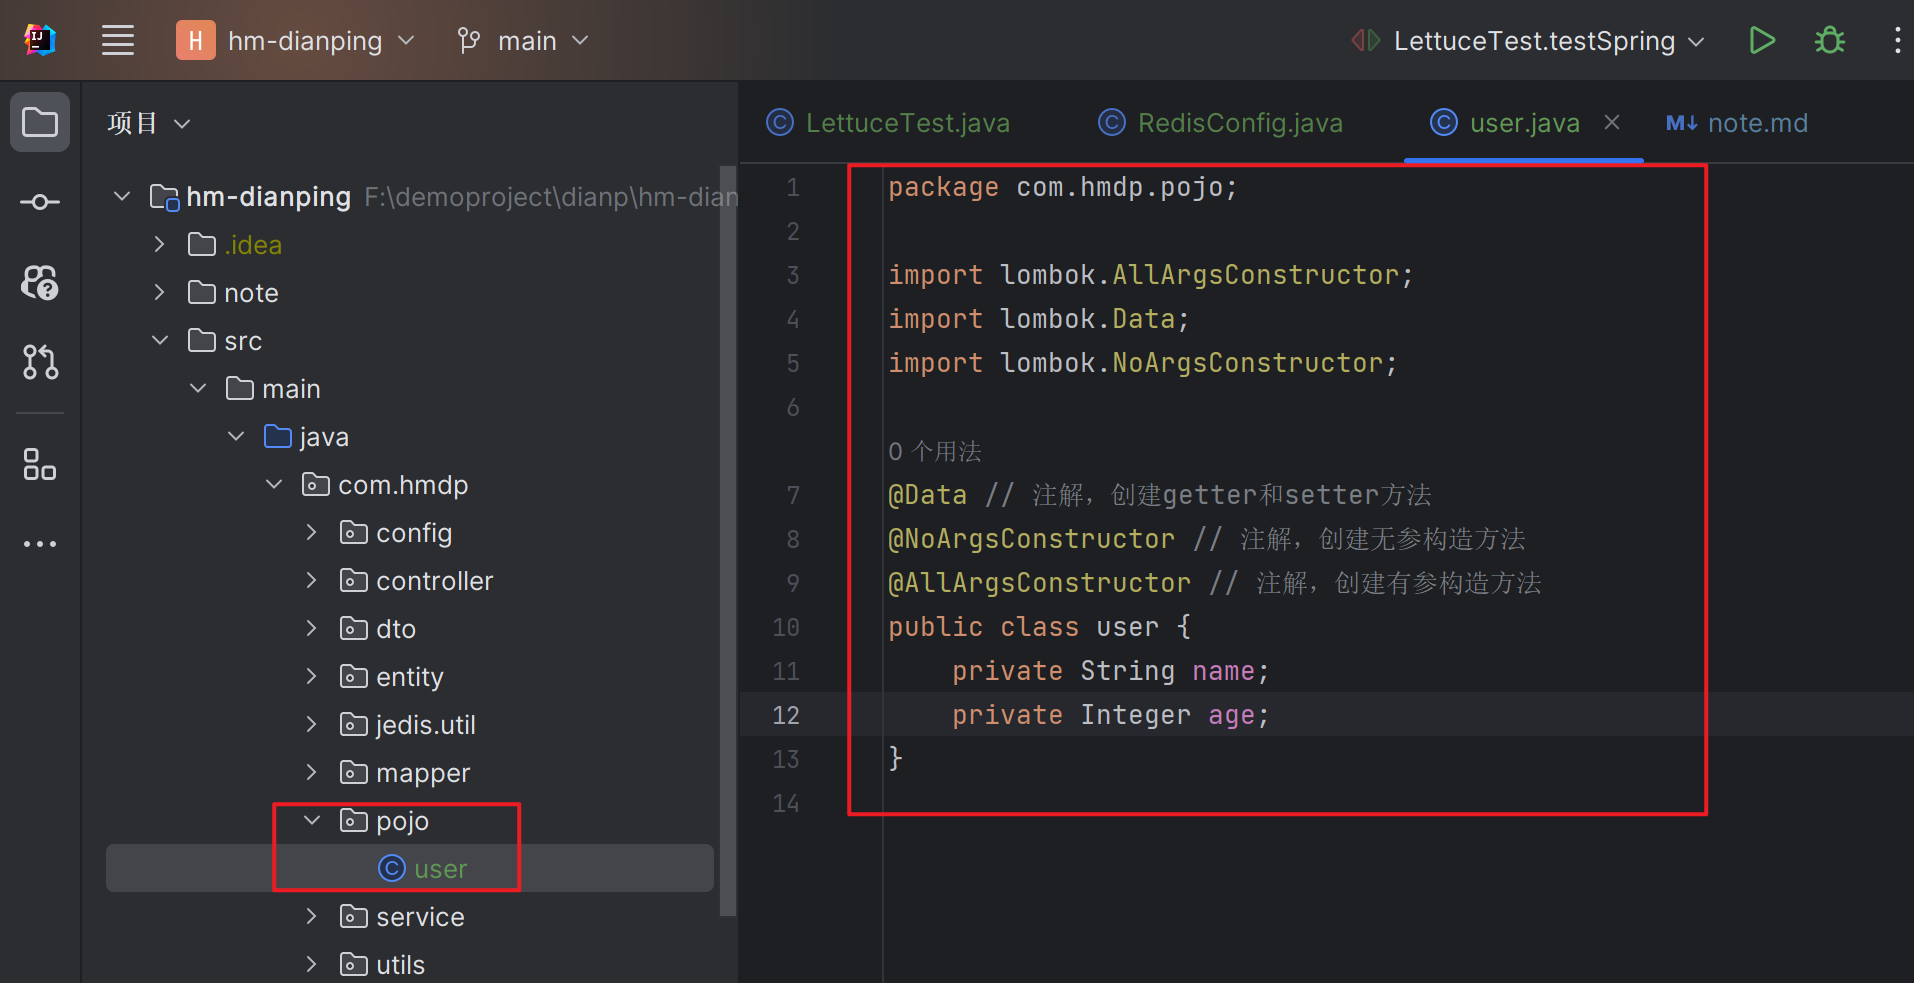 H hm-dianping main LettuceTest.testSpring
项目
hm-dianping F:\demoproject\dianp\hm-dian
.idea
note
src
main
java
com.hmdp
config
controller
dto
entity
jedis.util
mapper
pojo
user
service
utils
LettuceTest.java RedisConfig.java user.java M↓ note.md
1 package com.hmdp.pojo;
2
3 import lombok.AllArgsConstructor;
4 import lombok.Data;
5 import lombok.NoArgsConstructor;
6
0 个用法
7 @Data // 注解，创建getter和setter方法
8 @NoArgsConstructor // 注解，创建无参构造方法
9 @AllArgsConstructor // 注解，创建有参构造方法
10 public class user {
11 private String name;
12 private Integer age;
13 }
14